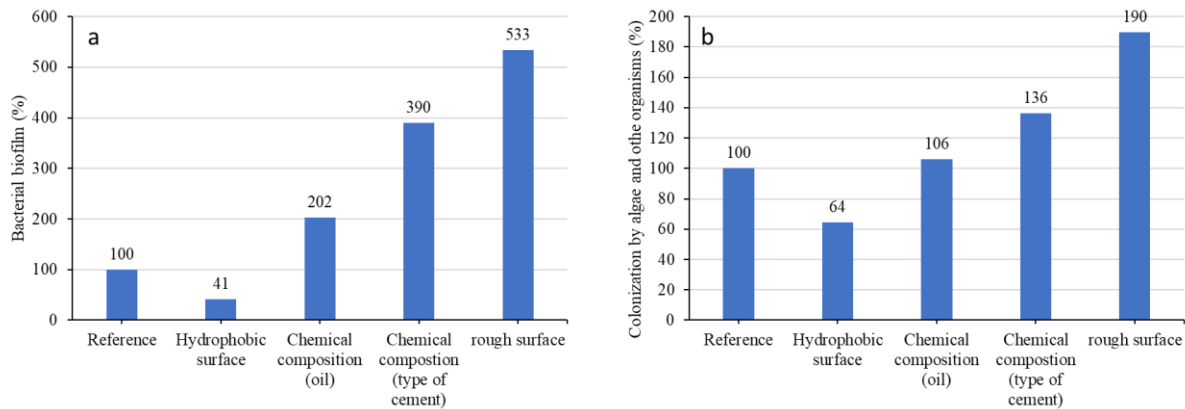 a
Bacterial biofilm (%)
600
500
400
300
200
100
0
100
41
202
390
533
Reference
Hydrophobic
surface
Chemical
composition
(oil)
Chemical
compostion
(type of
cement)
rough surface
b
Colonization by algae and othe organisms (%)
200
180
160
140
120
100
80
60
40
20
0
100
64
106
136
190
Reference
Hydrophobic
surface
Chemical
composition
(oil)
Chemical
compostion
(type of
cement)
rough surface